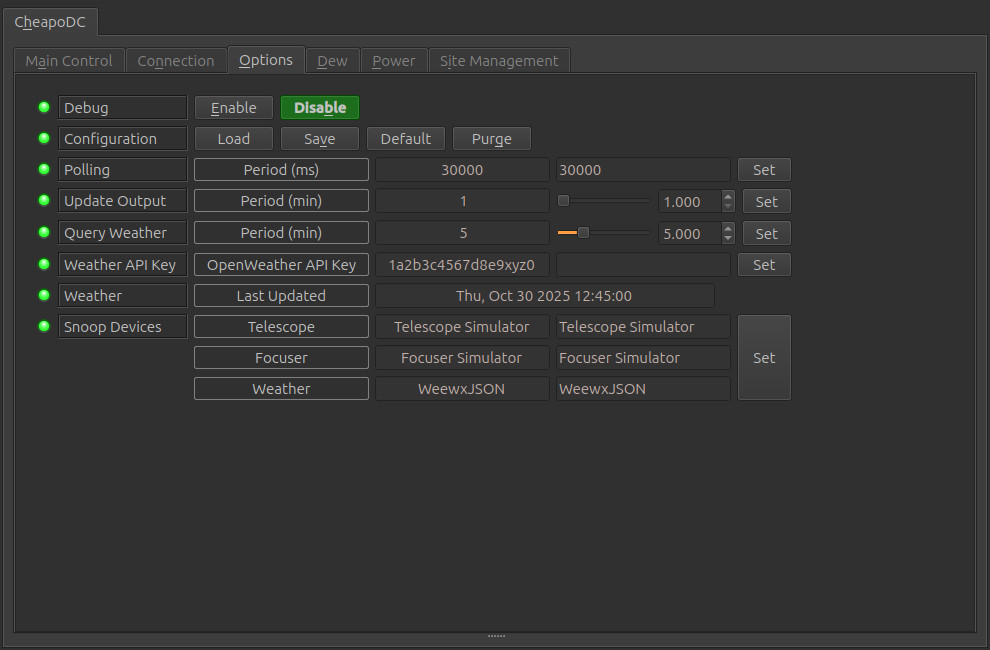 CheapoDC
Main Control Connection Options Dew Power Site Management
Debug Enable Disable
Configuration Load Save Default Purge
Polling Period (ms) 30000 30000 Set
Update Output Period (min) 1 1.000 Set
Query Weather Period (min) 5 5.000 Set
Weather API Key OpenWeather API Key 1a2b3c4567d8e9xyz0 Set
Weather Last Updated Thu, Oct 30 2025 12:45:00
Snoop Devices Telescope Telescope Simulator Telescope Simulator
Focuser Focuser Simulator Focuser Simulator Set
Weather WeewxJSON WeewxJSON